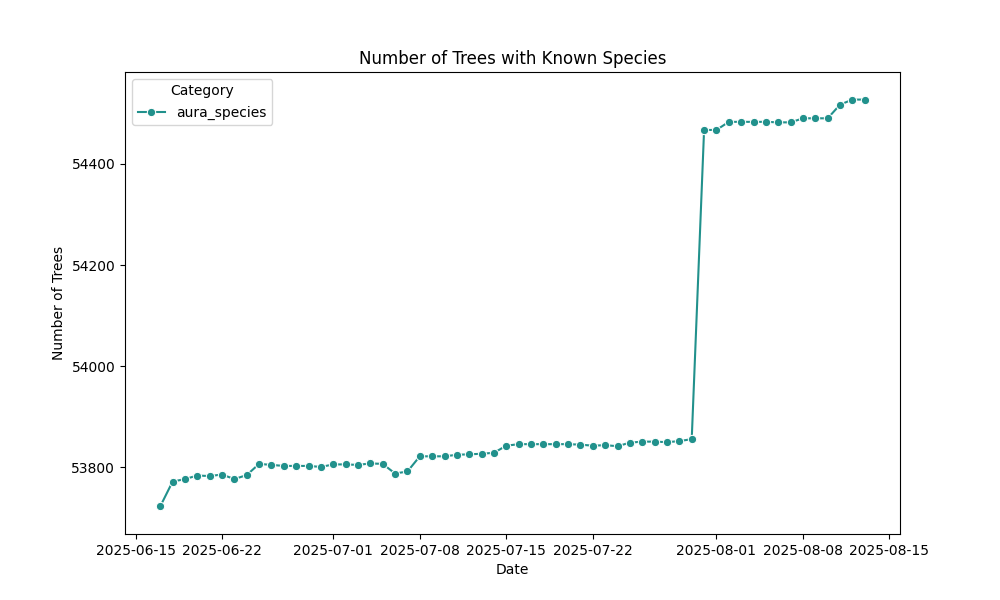 Number of Trees with Known Species
Category
aura_species
Number of Trees
54400
54200
54000
53800
2025-06-15 2025-06-22 2025-07-01 2025-07-08 2025-07-15 2025-07-22 2025-08-01 2025-08-08 2025-08-15
Date